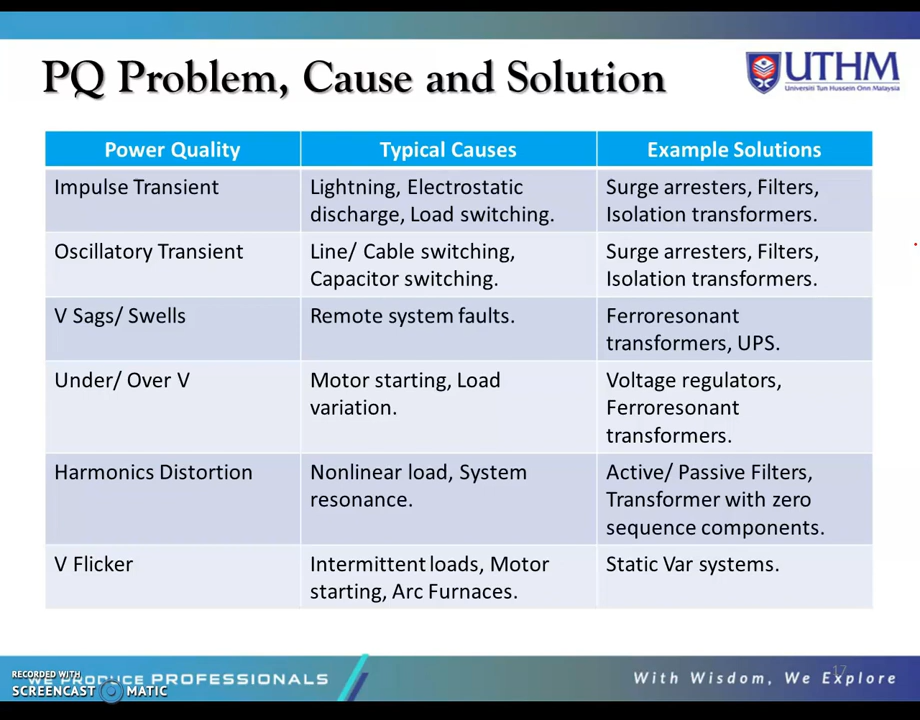 PQ Problem, Cause and Solution
UTHM
Universiti Tun Hussein Onn Malaysia
Power Quality
Typical Causes
Example Solutions
Impulse Transient
Lightning, Electrostatic
discharge, Load switching.
Surge arresters, Filters,
Isolation transformers.
Oscillatory Transient
Line/ Cable switching,
Capacitor switching.
Surge arresters, Filters,
Isolation transformers.
V Sags/ Swells
Remote system faults.
Ferroresonant
transformers, UPS.
Under/ Over V
Motor starting, Load
variation.
Voltage regulators,
Ferroresonant
transformers.
Harmonics Distortion
Nonlinear load, System
resonance.
Active/ Passive Filters,
Transformer with zero
sequence components.
V Flicker
Intermittent loads, Motor
starting, Arc Furnaces.
Static Var systems.
17
RECORDED WITH
WE PRODUCE PROFESSIONALS
SCREENCAST MATIC
With Wisdom, We Explore